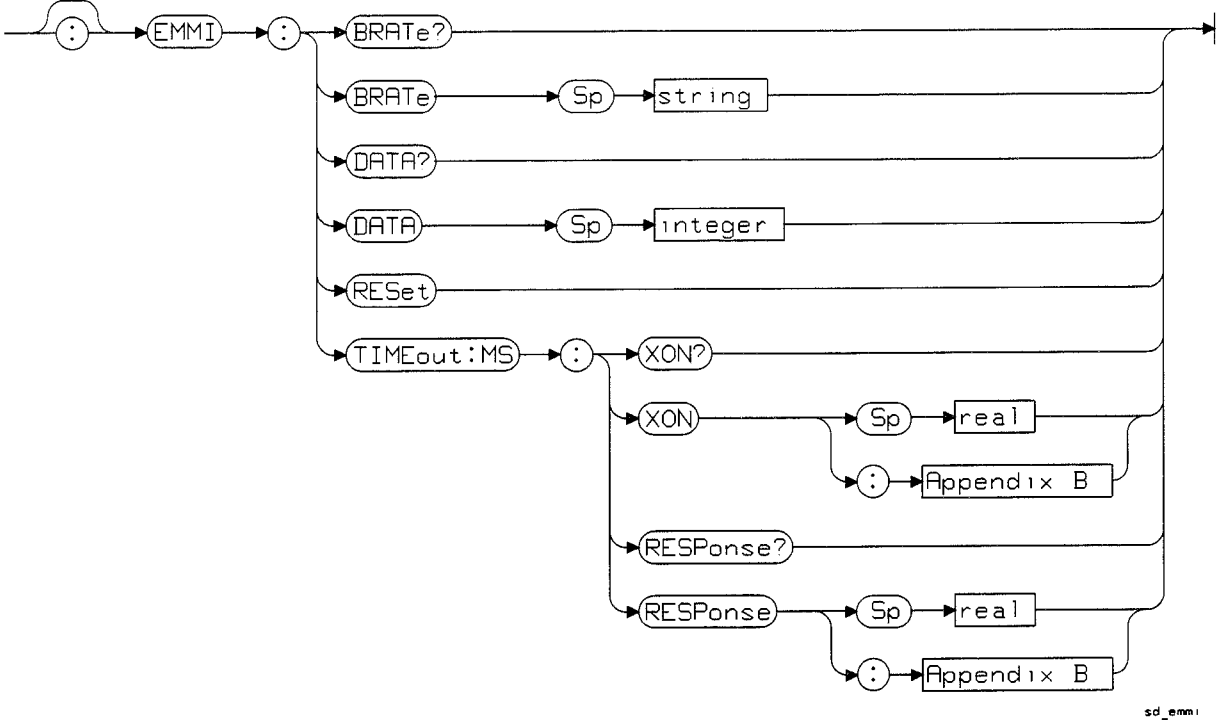 : EMMI : BRATe?
BRATe Sp string
DATA?
DATA Sp integer
RESet
TIMEout:MS : XON?
XON Sp real
: Appendix B
RESPonse?
RESPonse Sp real
: Appendix B
sd_emmi